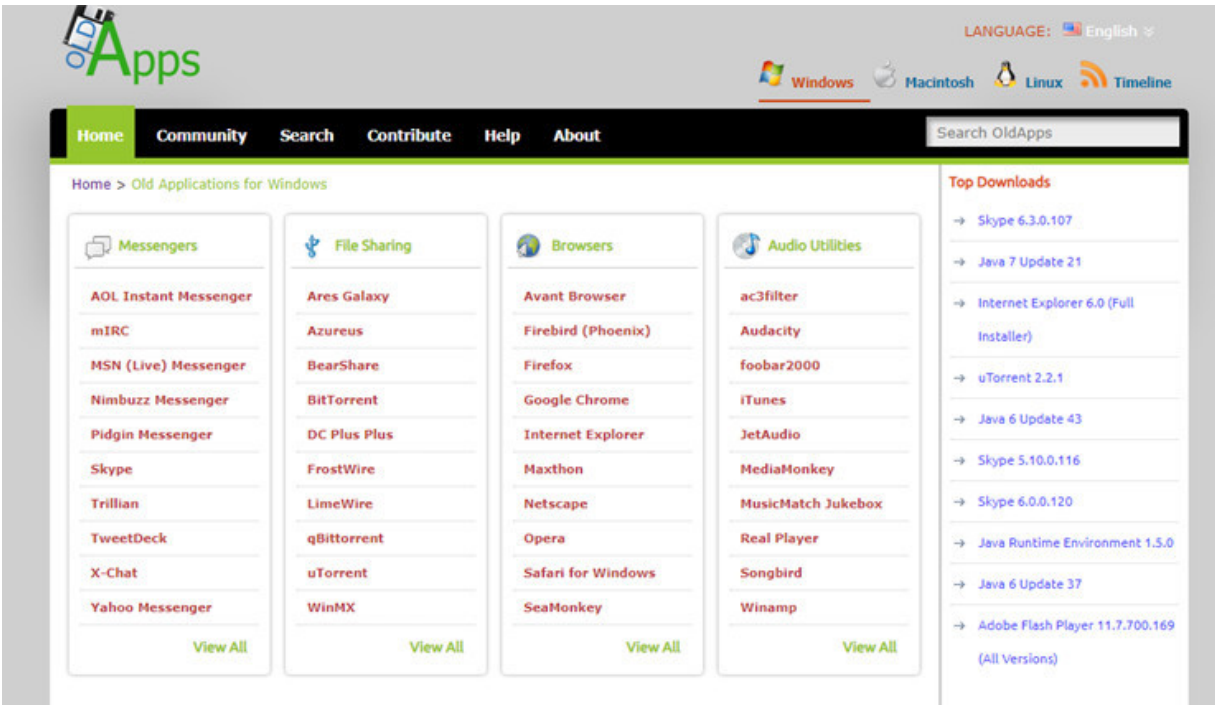 OLD
Apps
LANGUAGE: English
Windows Macintosh Linux Timeline
Home Community Search Contribute Help About
Search OldApps
Home > Old Applications for Windows
Messengers
AOL Instant Messenger
mIRC
MSN (Live) Messenger
Nimbuzz Messenger
Pidgin Messenger
Skype
Trillian
TweetDeck
X-Chat
Yahoo Messenger
View All
File Sharing
Ares Galaxy
Azureus
BearShare
BitTorrent
DC Plus Plus
FrostWire
LimeWire
qBittorrent
uTorrent
WinMX
View All
Browsers
Avant Browser
Firebird (Phoenix)
Firefox
Google Chrome
Internet Explorer
Maxthon
Netscape
Opera
Safari for Windows
SeaMonkey
View All
Audio Utilities
ac3filter
Audacity
foobar2000
iTunes
JetAudio
MediaMonkey
MusicMatch Jukebox
Real Player
Songbird
Winamp
View All
Top Downloads
Skype 6.3.0.107
Java 7 Update 21
Internet Explorer 6.0 (Full
Installer)
uTorrent 2.2.1
Java 6 Update 43
Skype 5.10.0.116
Skype 6.0.0.120
Java Runtime Environment 1.5.0
Java 6 Update 37
Adobe Flash Player 11.7.700.169
(All Versions)